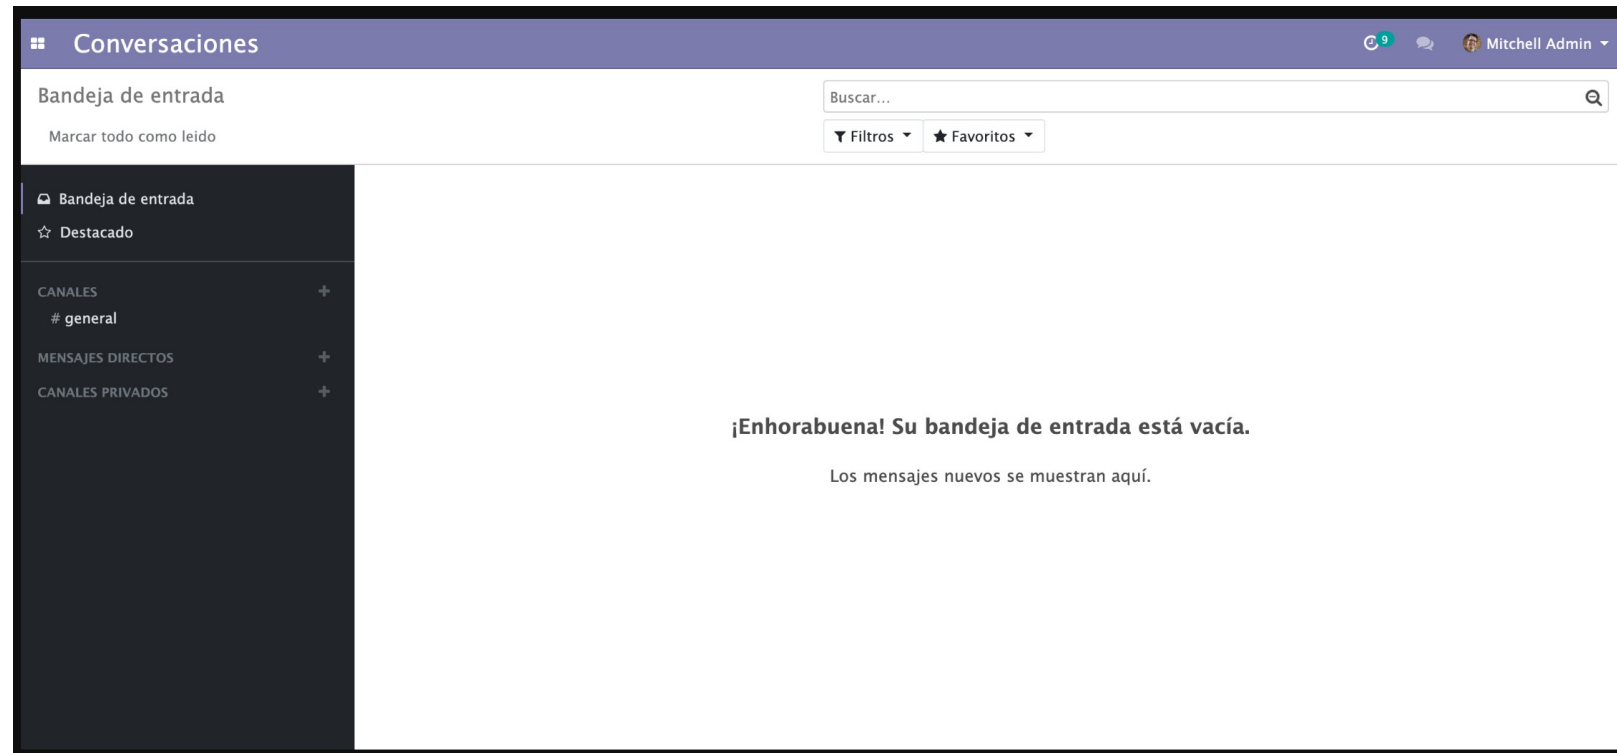 Conversaciones
9
Mitchell Admin
Bandeja de entrada
Buscar...
Marcar todo como leido
Filtros
Favoritos
Bandeja de entrada
Destacado
CANALES +
# general
MENSAJES DIRECTOS +
CANALES PRIVADOS +
¡Enhorabuena! Su bandeja de entrada está vacía.
Los mensajes nuevos se muestran aquí.